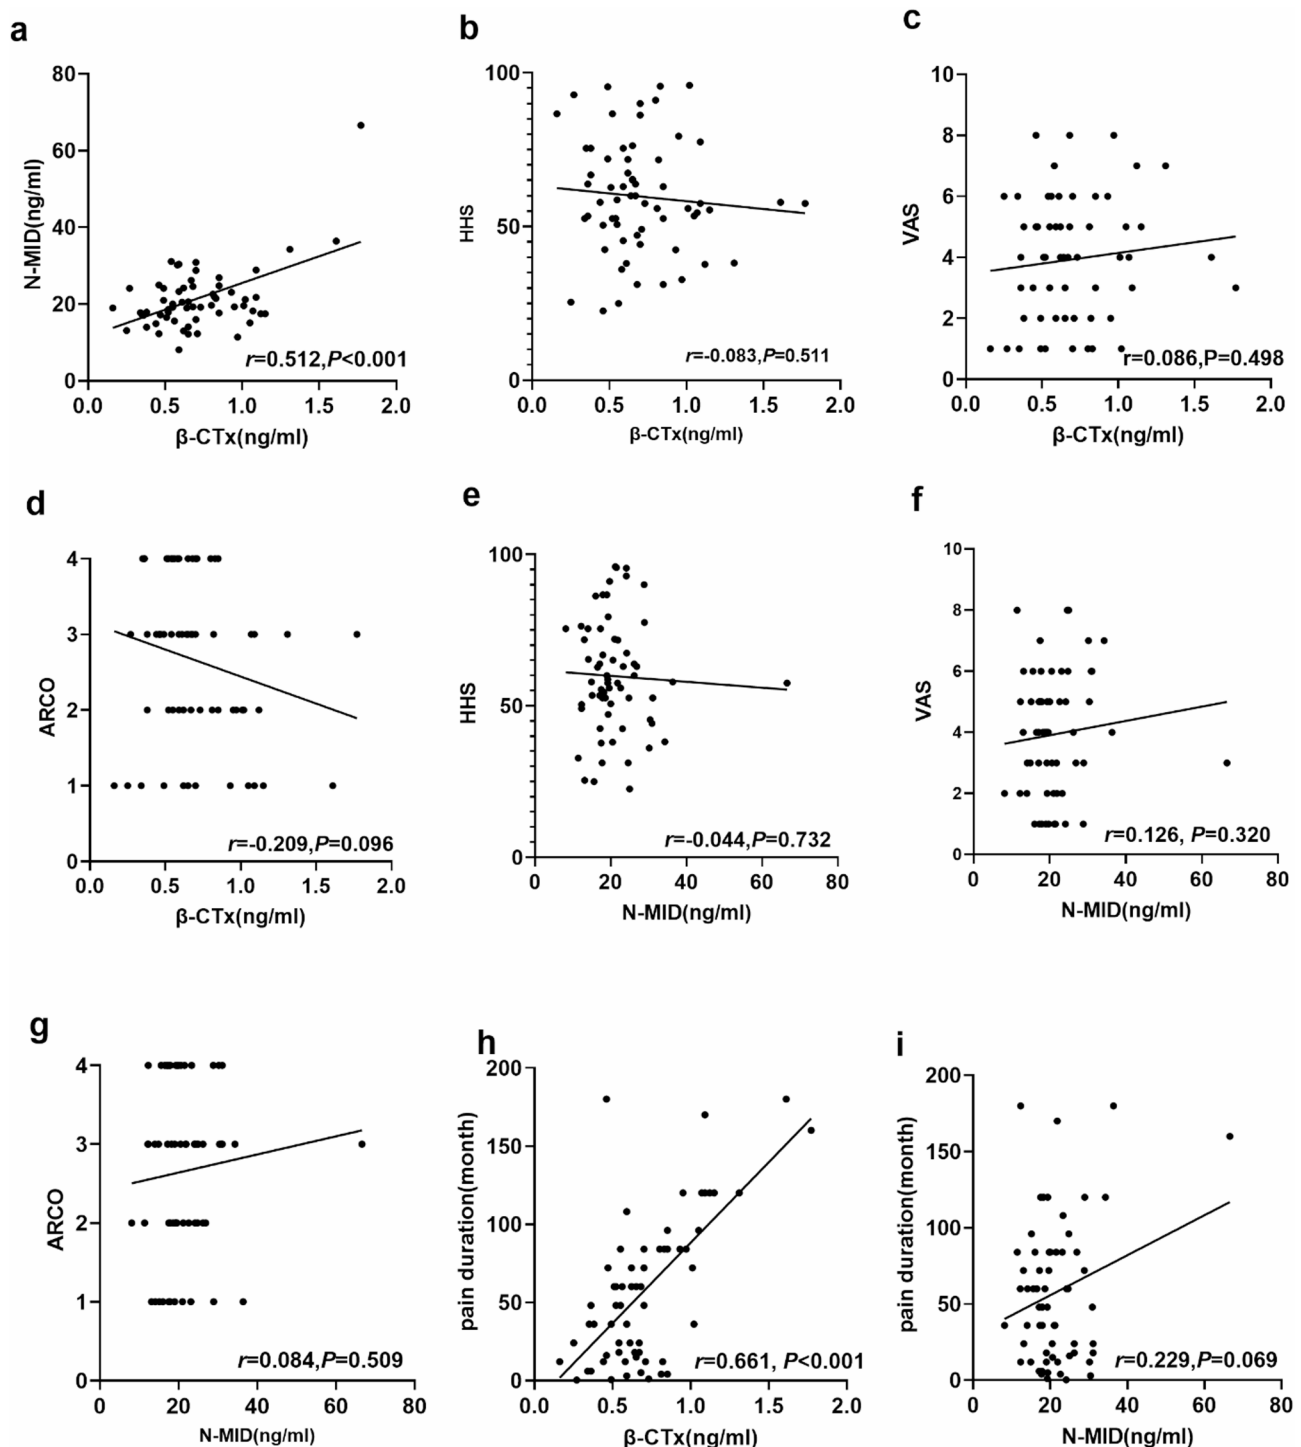 a
N-MID(ng/ml)
80
60
40
20
0
r=0.512,P<0.001
0.0 0.5 1.0 1.5 2.0
β-CTx(ng/ml)
b
HHS
100
50
0
r=-0.083,P=0.511
0.0 0.5 1.0 1.5 2.0
β-CTx(ng/ml)
c
VAS
10
8
6
4
2
0
r=0.086,P=0.498
0.0 0.5 1.0 1.5 2.0
β-CTx(ng/ml)
d
ARCO
4
3
2
1
0
r=-0.209,P=0.096
0.0 0.5 1.0 1.5 2.0
β-CTx(ng/ml)
e
HHS
100
50
0
r=-0.044,P=0.732
0 20 40 60 80
N-MID(ng/ml)
f
VAS
10
8
6
4
2
0
r=0.126, P=0.320
0 20 40 60 80
N-MID(ng/ml)
g
ARCO
4
3
2
1
0
r=0.084,P=0.509
0 20 40 60 80
N-MID(ng/ml)
h
pain duration(month)
200
150
100
50
0
r=0.661, P<0.001
0.0 0.5 1.0 1.5 2.0
β-CTx(ng/ml)
i
pain duration(month)
200
150
100
50
0
r=0.229,P=0.069
0 20 40 60 80
N-MID(ng/ml)